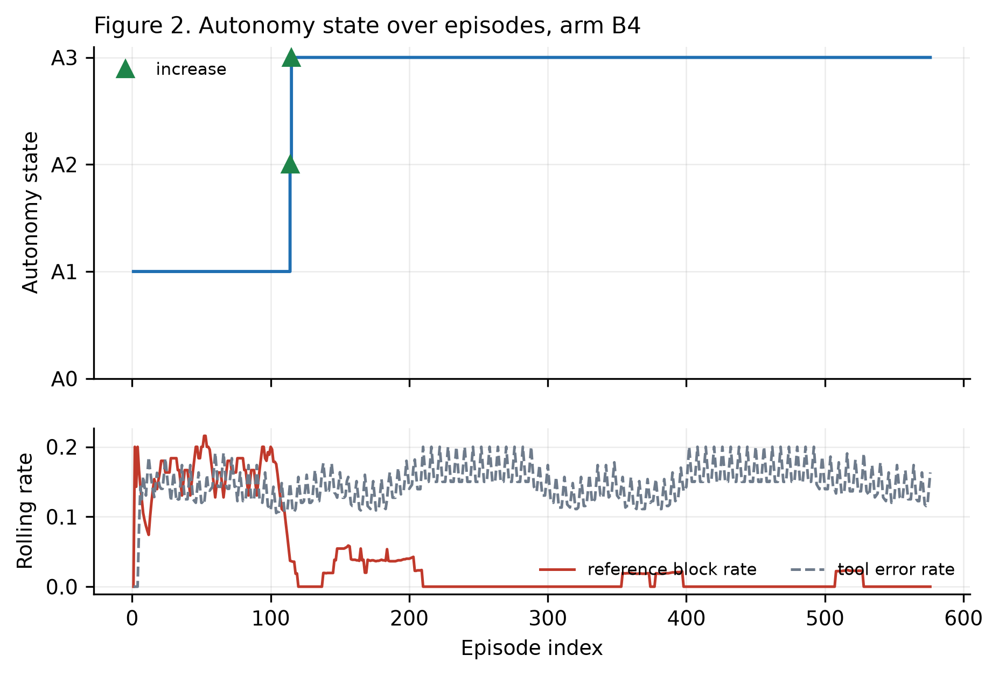 Figure 2. Autonomy state over episodes, arm B4
A3
increase
A2
Autonomy state
A1
A0
0.2
Rolling rate
0.1
reference block rate
tool error rate
0.0
0 100 200 300 400 500 600
Episode index